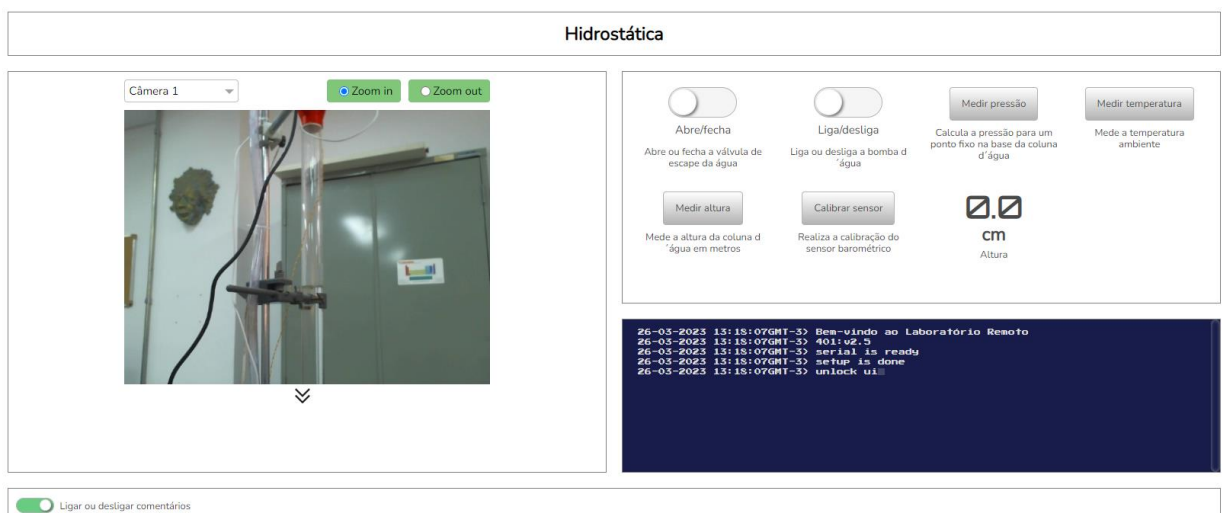 Hidrostática
Câmera 1
Zoom in
Zoom out
Abre/fecha
Abre ou fecha a válvula de
escape da água
Liga/desliga
Liga ou desliga a bomba d
´água
Medir pressão
Calcula a pressão para um
ponto fixo na base da coluna
d´água
Medir temperatura
Mede a temperatura
ambiente
Medir altura
Mede a altura da coluna d
´água em metros
Calibrar sensor
Realiza a calibração do
sensor barométrico
0.0
cm
Altura
26-03-2023 13:18:07GMT-3> Bem-vindo ao Laboratório Remoto
26-03-2023 13:18:07GMT-3> 401:v2.5
26-03-2023 13:18:07GMT-3> serial is ready
26-03-2023 13:18:07GMT-3> setup is done
26-03-2023 13:18:07GMT-3> unlock ui
Ligar ou desligar comentários